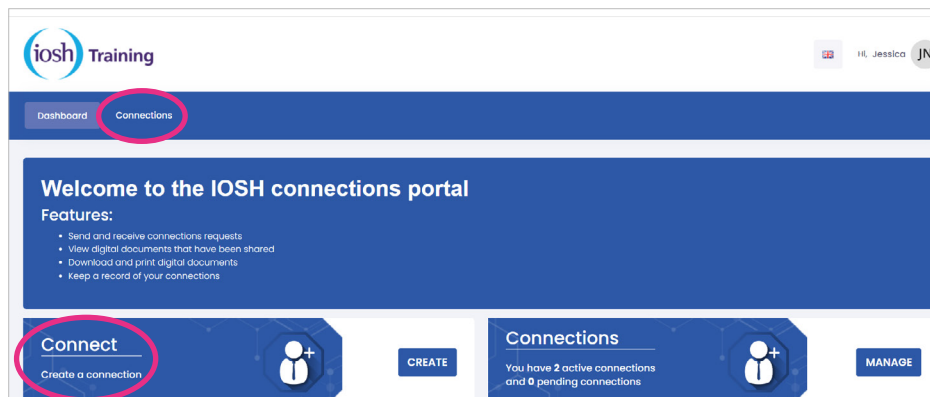 iosh Training
Hi, Jessica JN
Dashboard Connections
Welcome to the IOSH connections portal
Features:
• Send and receive connections requests
• View digital documents that have been shared
• Download and print digital documents
• Keep a record of your connections
Connect
Create a connection
CREATE
Connections
You have 2 active connections
and 0 pending connections
MANAGE